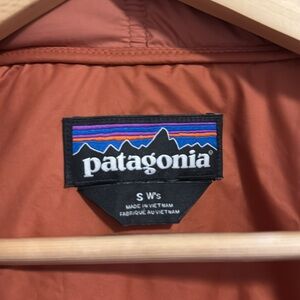 patagonia®
S W's
MADE IN VIETNAM
FABRIQUÉ AU VIETNAM